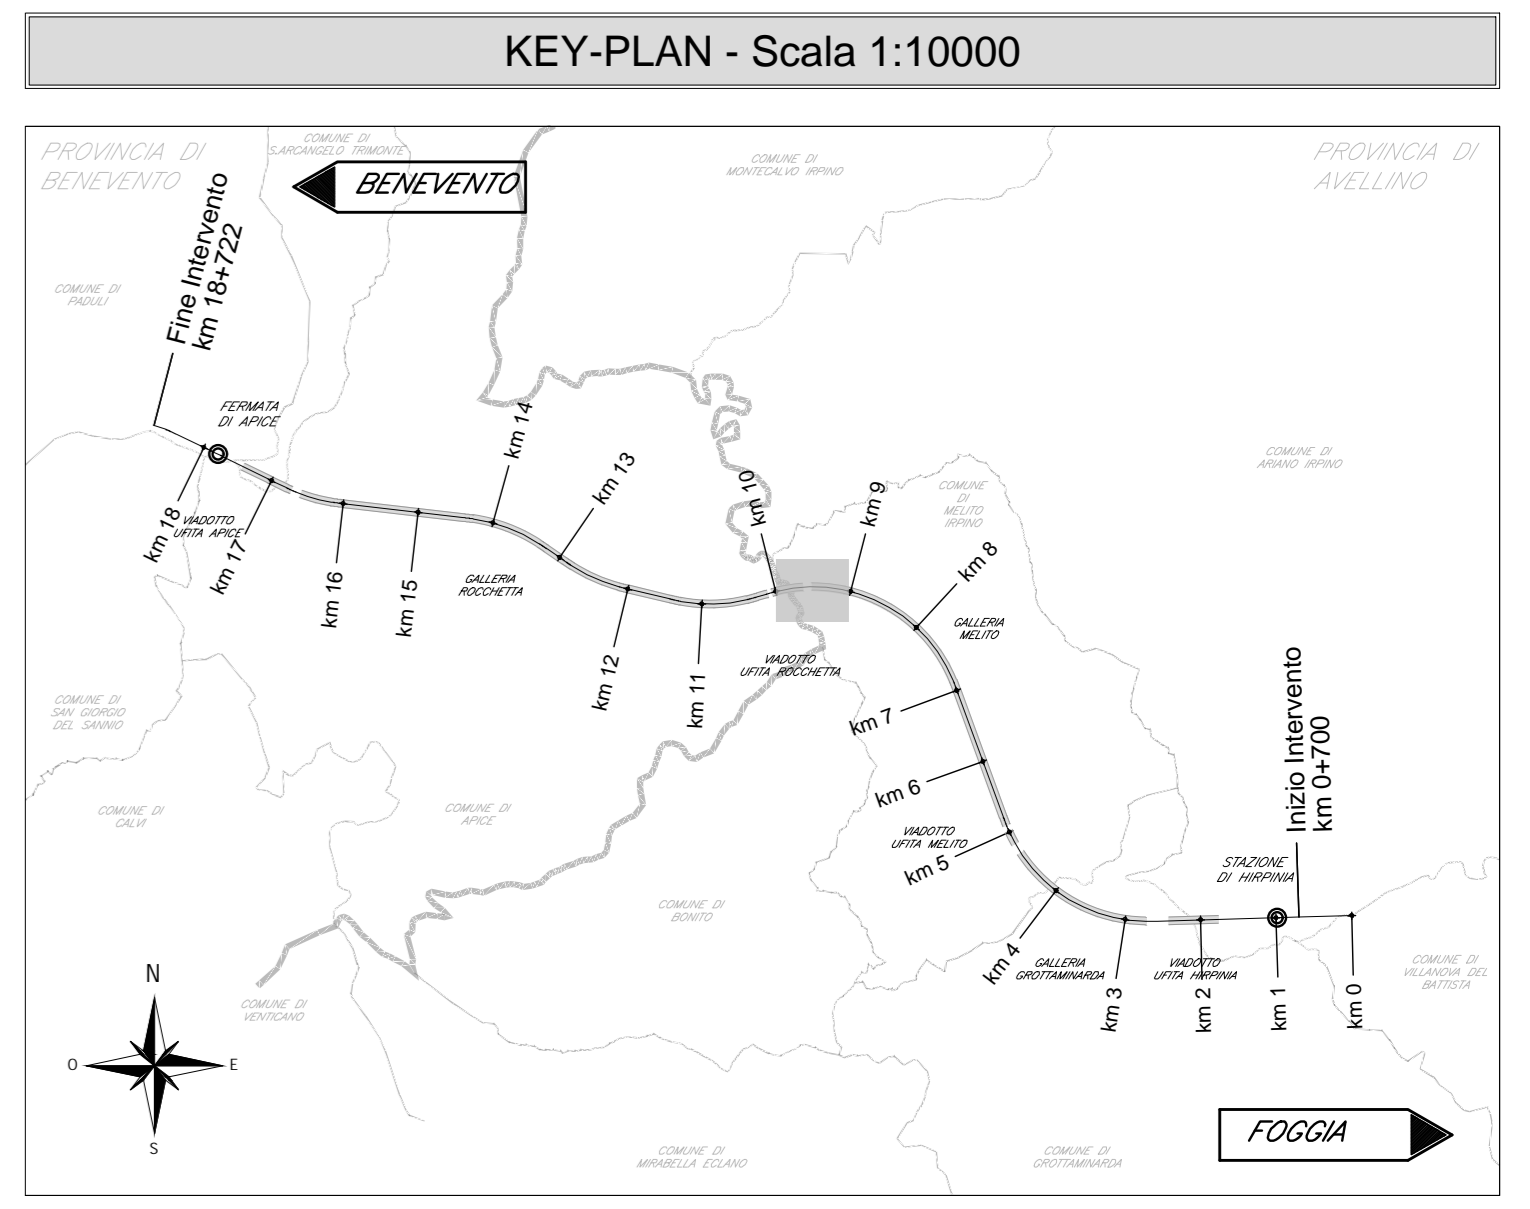 KEY-PLAN - Scala 1:10000
PROVINCIA DI
BENEVENTO
COMUNE DI
S.ARCANGELO TRIMONTE
BENEVENTO
COMUNE DI
MONTECALVO IRPINO
PROVINCIA DI
AVELLINO
Fine Intervento
km 18+722
COMUNE DI
PADULI
FERMATA
DI APICE
km 14
km 13
km 10
km 9
COMUNE DI
ARIANO IRPINO
COMUNE
DI
MELITO
IRPINO
km 18
VIADOTTO
UFITA APICE
km 17
km 16
km 15
GALLERIA
ROCCHETTA
km 8
GALLERIA
MELITO
km 12
km 11
VIADOTTO
UFITA ROCCHETTA
km 7
COMUNE DI
SAN GIORGIO
DEL SANNIO
Inizio Intervento
km 0+700
km 6
COMUNE DI
CALVI
COMUNE DI
APICE
VIADOTTO
UFITA MELITO
km 5
STAZIONE
DI HIRPINIA
COMUNE DI
BONITO
km 4
GALLERIA
GROTTAMINARDA
VIADOTTO
UFITA HIRPINIA
km 3
km 2
km 1
km 0
COMUNE DI
VILLANOVA DEL
BATTISTA
COMUNE DI
VENTICANO
N
O
E
S
FOGGIA
COMUNE DI
MIRABELLA ECLANO
COMUNE DI
GROTTAMINARDA